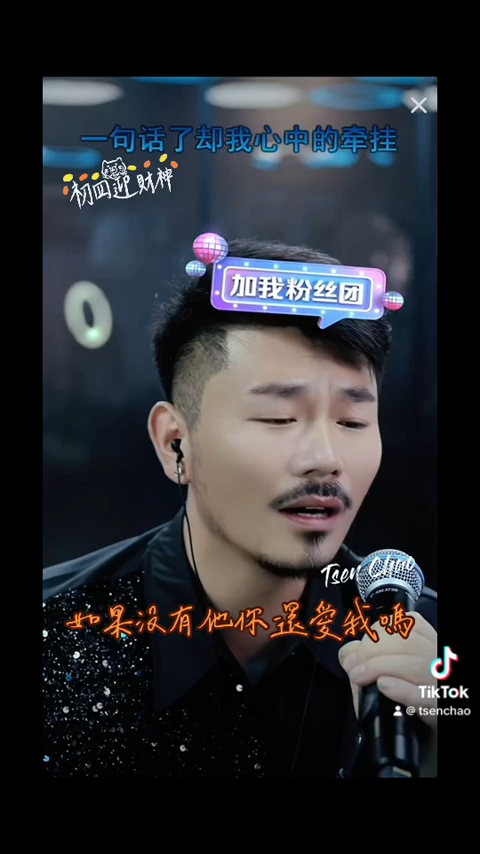 一句话了却我心中的牵挂
初四迎财神
加我粉丝团
Tsen Chao
如果没有他你還愛我嗎
TikTok
@ tsenchao